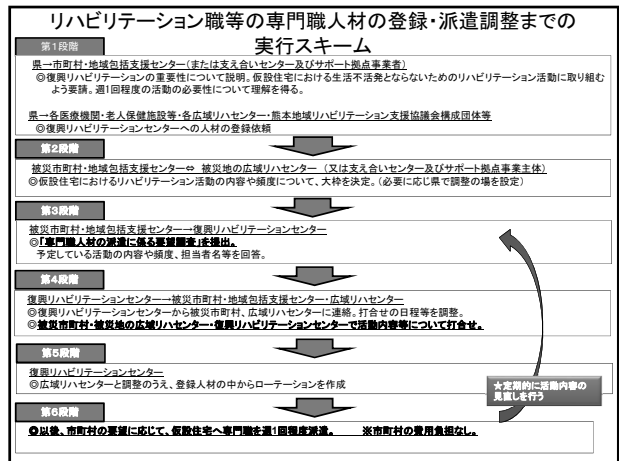 リハビリテーション職等の専門職人材の登録・派遣調整までの
実行スキーム
第1段階
県→市町村・地域包括支援センター(または支え合いセンター及びサポート拠点事業者)
◎復興リハビリテーションの重要性について説明。仮設住宅における生活不活発とならないためのリハビリテーション活動に取り組む
よう要請。週1回程度の活動の必要性について理解を得る。
県→各医療機関・老人保健施設等・各広域リハセンター・熊本地域リハビリテーション支援協議会構成団体等
◎復興リハビリテーションセンターへの人材の登録依頼
第2段階
被災市町村・地域包括支援センター⇔ 被災地の広域リハセンター (又は支え合いセンター及びサポート拠点事業主体)
◎仮設住宅におけるリハビリテーション活動の内容や頻度について、大枠を決定。(必要に応じ県で調整の場を設定)
第3段階
被災市町村・地域包括支援センター→復興リハビリテーションセンター
◎「専門職人材の派遣に係る要望調査」を提出。
予定している活動の内容や頻度、担当者名等を回答。
第4段階
復興リハビリテーションセンター→被災市町村・地域包括支援センター・広域リハセンター
◎復興リハビリテーションセンターから被災市町村、広域リハセンターに連絡。打合せの日程等を調整。
◎被災市町村・被災地の広域リハセンター・復興リハビリテーションセンターで活動内容等について打合せ。
第5段階
復興リハビリテーションセンター
◎広域リハセンターと調整のうえ、登録人材の中からローテーションを作成
★定期的に活動内容の
見直しを行う
第6段階
◎以後、市町村の要望に応じて、仮設住宅へ専門職を週1回程度派遣。 ※市町村の費用負担なし。